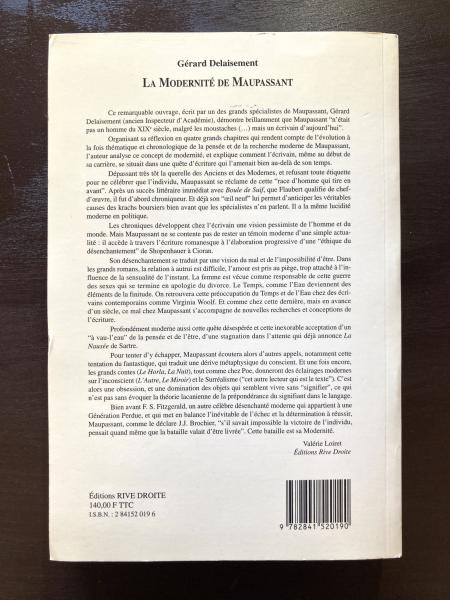 Gérard Delaisement
LA MODERNITÉ DE MAUPASSANT
Ce remarquable ouvrage, écrit par un des grands spécialistes de Maupassant, Gérard
Delaisement (ancien Inspecteur d'Académie), démontre brillamment que Maupassant "n'était
pas un homme du XIXe siècle, malgré les moustaches (…) mais un écrivain d'aujourd'hui".
Organisant sa réflexion en quatre grands chapitres qui rendent compte de l'évolution à
la fois thématique et chronologique de la pensée et de la recherche moderne de Maupassant,
l'auteur analyse ce concept de modernité, et explique comment l'écrivain, même au début de
sa carrière, se situait dans une quête d'écriture qui l'amenait bien au-delà de son temps.
Dépassant très tôt la querelle des Anciens et des Modernes, et refusant toute étiquette
pour ne célébrer que l'individu, Maupassant se réclame de cette "race d'homme qui tire en
avant". Après un succès littéraire immédiat avec Boule de Suif, que Flaubert qualifie de chef-
d'œuvre, il fut d'abord chroniqueur. Et déjà son "œil neuf" lui permet d'anticiper les véritables
causes des krachs boursiers bien avant que les spécialistes n'en parlent. Il a la même lucidité
moderne en politique.
Les chroniques développent chez l'écrivain une vision pessimiste de l'homme et du
monde. Mais Maupassant ne se contente pas de rester un témoin moderne d'une simple actua-
lité : il accède à travers l'écriture romanesque à l'élaboration progressive d'une "éthique du
désenchantement" de Shopenhauer à Cioran.
Son désenchantement se traduit par une vision du mal et de l'impossibilité d'être. Dans
les grands romans, la relation à autrui est difficile, l'amour est pris au piège, trop attaché à l'in-
fluence de la sensualité de l'instant. La femme est vécue comme responsable de cette guerre
des sexes qui se termine en apologie du divorce. Le Temps, comme l'Eau deviennent des
éléments de la finitude. On retrouvera cette préoccupation du Temps et de l'Eau chez des écri-
vains contemporains comme Virginia Woolf. Et comme chez cette dernière, mais en avance
d'un siècle, ce mal chez Maupassant s'accompagne de nouvelles recherches et conceptions de
l'écriture.
Profondément moderne aussi cette quête désespérée et cette inexorable acceptation d'un
"à vau-l'eau" de la pensée et de l'être, d'une stagnation dans l'attente qui déjà annonce La
Nausée de Sartre.
Pour tenter d'y échapper, Maupassant écoutera alors d'autres appels, notamment cette
tentation du fantastique, qui traduit une dérive métaphysique du conscient. Et une fois encore,
les grands contes (Le Horla, La Nuit), tout comme chez Poe, donneront des éclairages modernes
sur l'inconscient (L'Autre, Le Miroir) et le Surréalisme ("cet autre lecteur qui est le texte"). C'est
alors une obsession, et une domination des objets qui semblent vivre sans "signifier", ce qui
n'est pas sans évoquer la théorie lacanienne de la prépondérance du signifiant dans le langage.
Bien avant F. S. Fitzgerald, un autre célèbre désenchanté moderne qui appartient à une
Génération Perdue, et qui met en balance l'inévitable de l'échec et la détermination à réussir,
Maupassant, comme le déclare J.J. Brochier, "s'il savait impossible la victoire de l'individu,
pensait quand même que la bataille valait d'être livrée". Cette bataille est sa Modernité.
Valérie Loiret
Éditions Rive Droite
Éditions RIVE DROITE
140,00 F TTC
I.S.B.N. : 2 84152 019 6
9 782841 520190